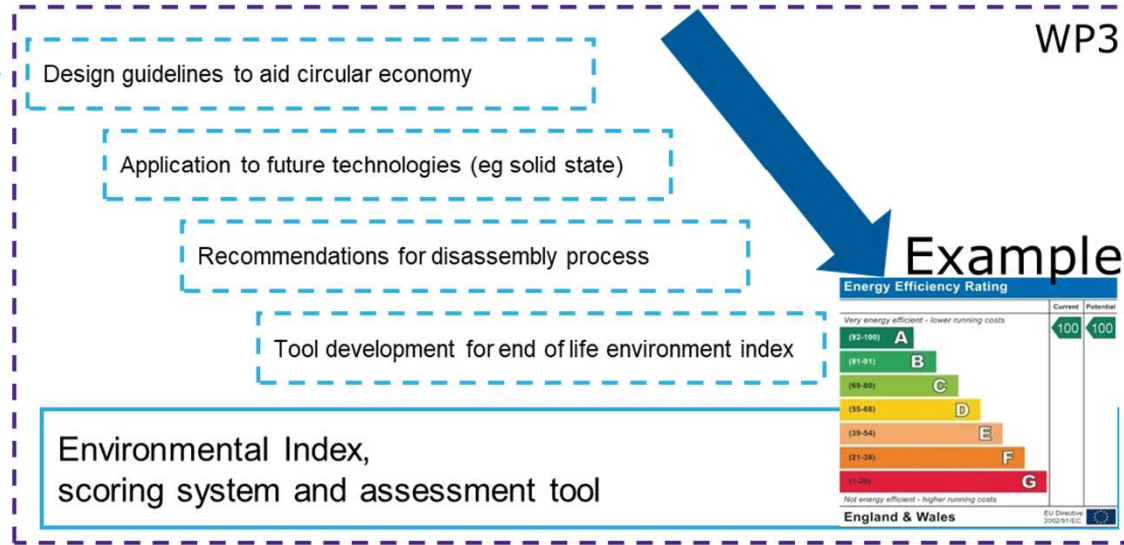 WP3
Design guidelines to aid circular economy
Application to future technologies (eg solid state)
Recommendations for disassembly process
Tool development for end of life environment index
Environmental Index,
scoring system and assessment tool
Example
Energy Efficiency Rating
Current Potential
Very energy efficient - lower running costs
(92-100) A 100 100
(81-91) B
(69-80) C
(55-68) D
(39-54) E
(21-38) F
(1-20) G
Not energy efficient - higher running costs
England & Wales
EU Directive
2002/91/EC